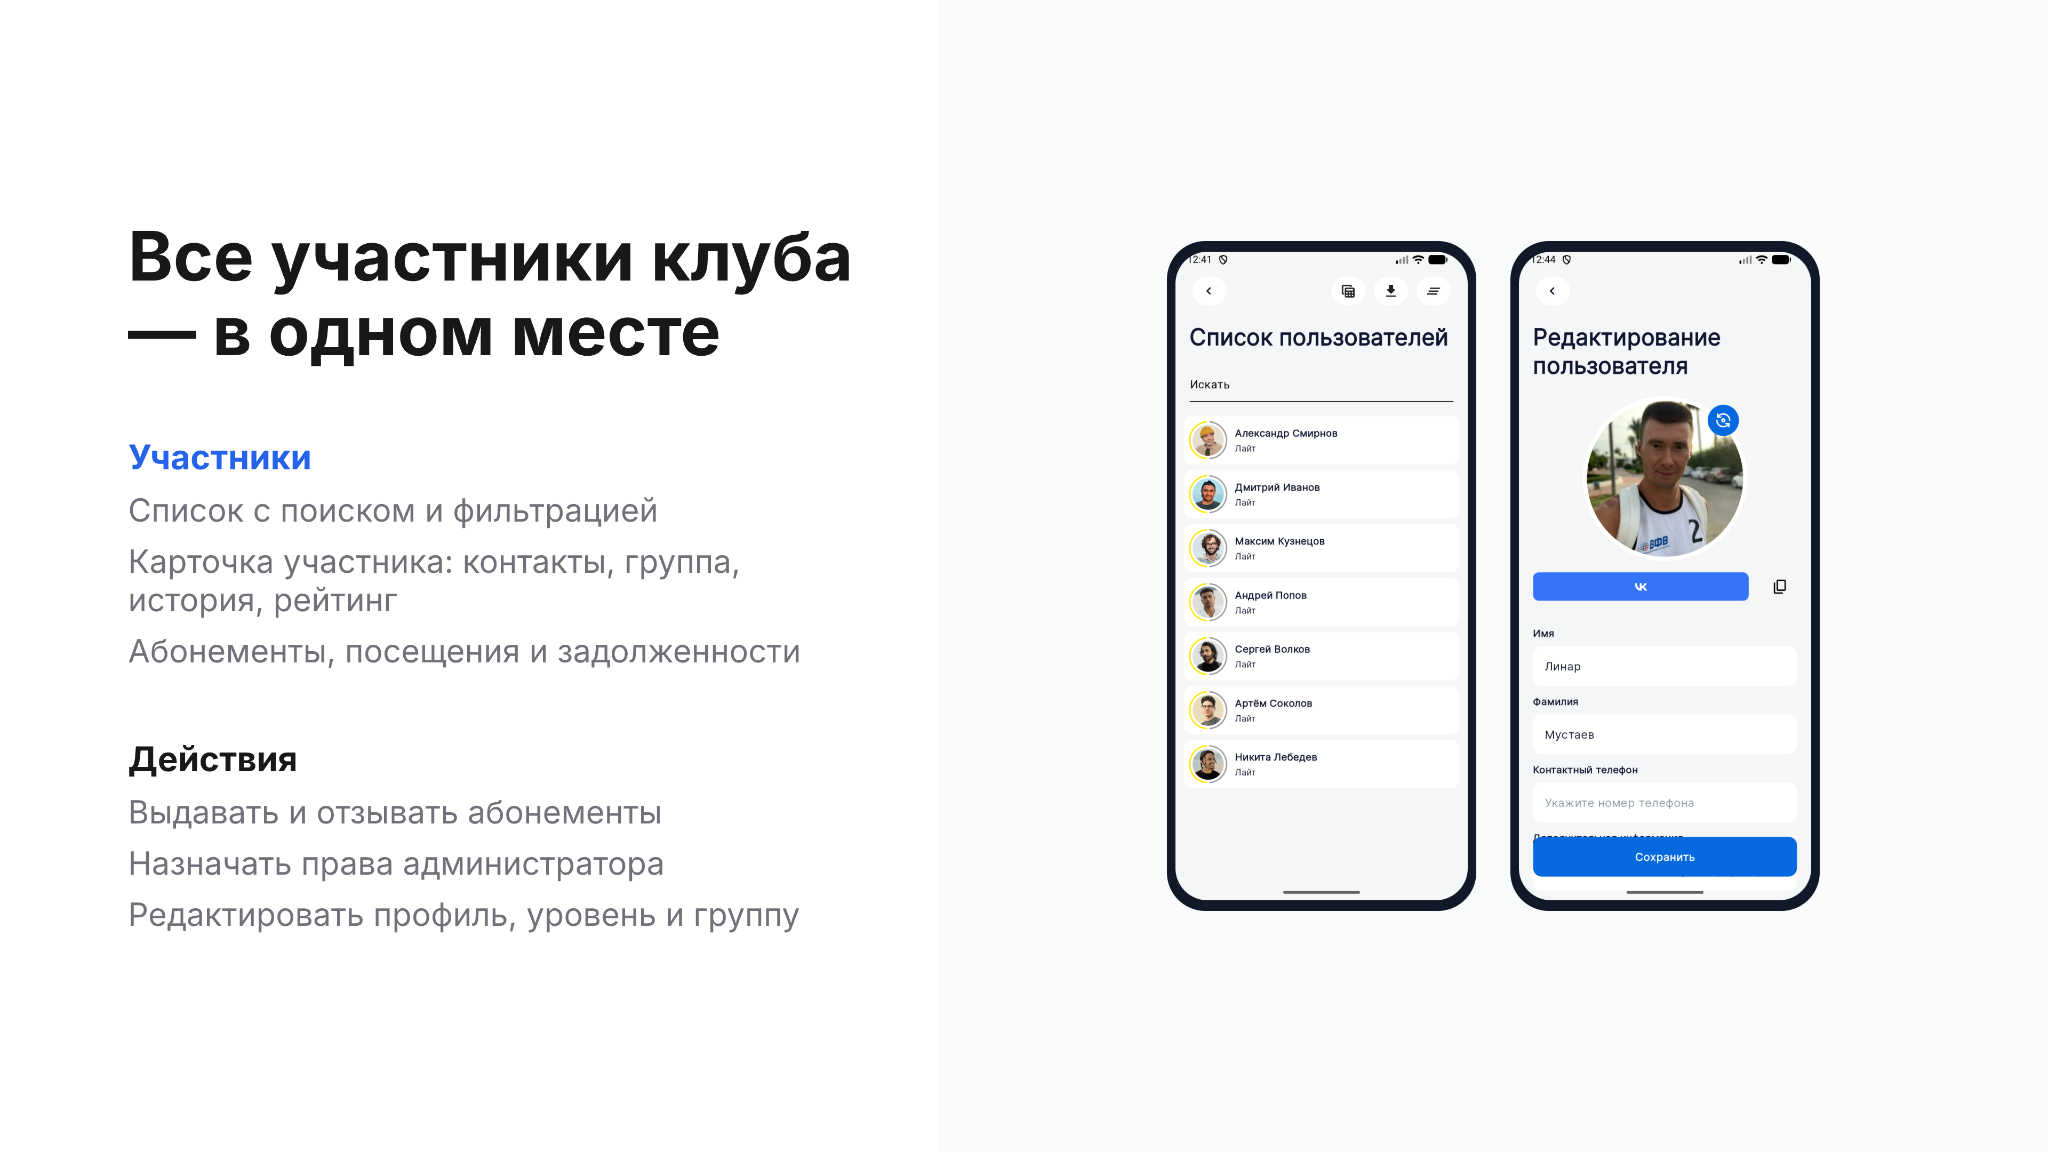 Все участники клуба
— в одном месте
Участники
Список с поиском и фильтрацией
Карточка участника: контакты, группа,
история, рейтинг
Абонементы, посещения и задолженности
Действия
Выдавать и отзывать абонементы
Назначать права администратора
Редактировать профиль, уровень и группу
12:41
Список пользователей
Искать
Александр Смирнов
Лайт
Дмитрий Иванов
Лайт
Максим Кузнецов
Лайт
Андрей Попов
Лайт
Сергей Волков
Лайт
Артём Соколов
Лайт
Никита Лебедев
Лайт
12:44
Редактирование
пользователя
2
ВФВ
Имя
Линар
Фамилия
Мустаев
Контактный телефон
Укажите номер телефона
Сохранить